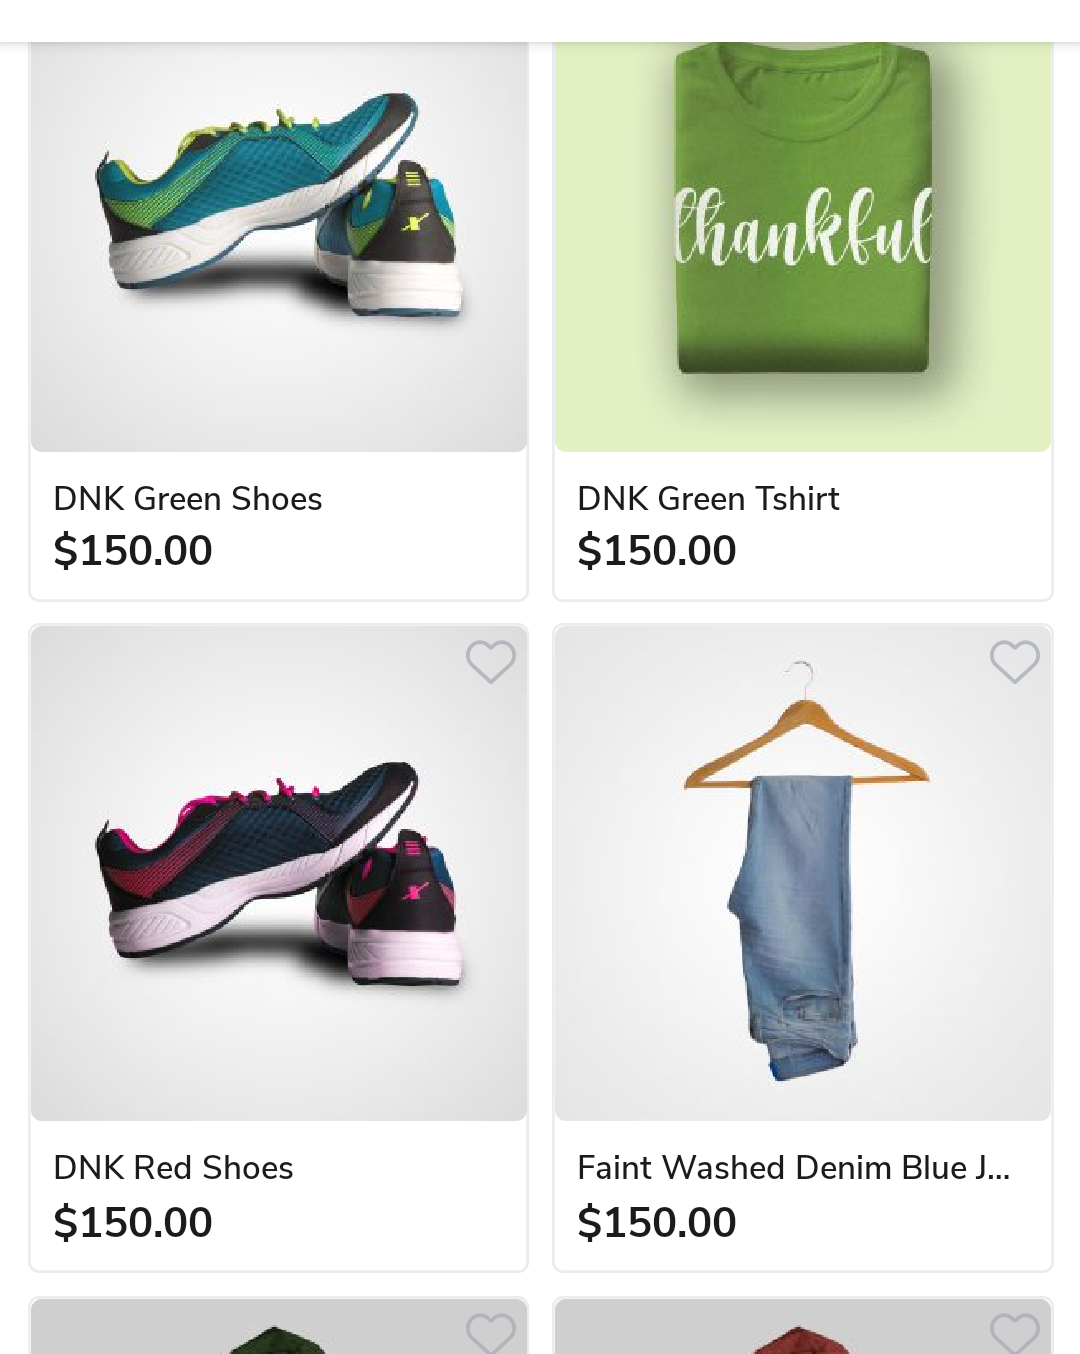 thankful
DNK Green Shoes
$150.00
DNK Green Tshirt
$150.00
DNK Red Shoes
$150.00
Faint Washed Denim Blue J...
$150.00